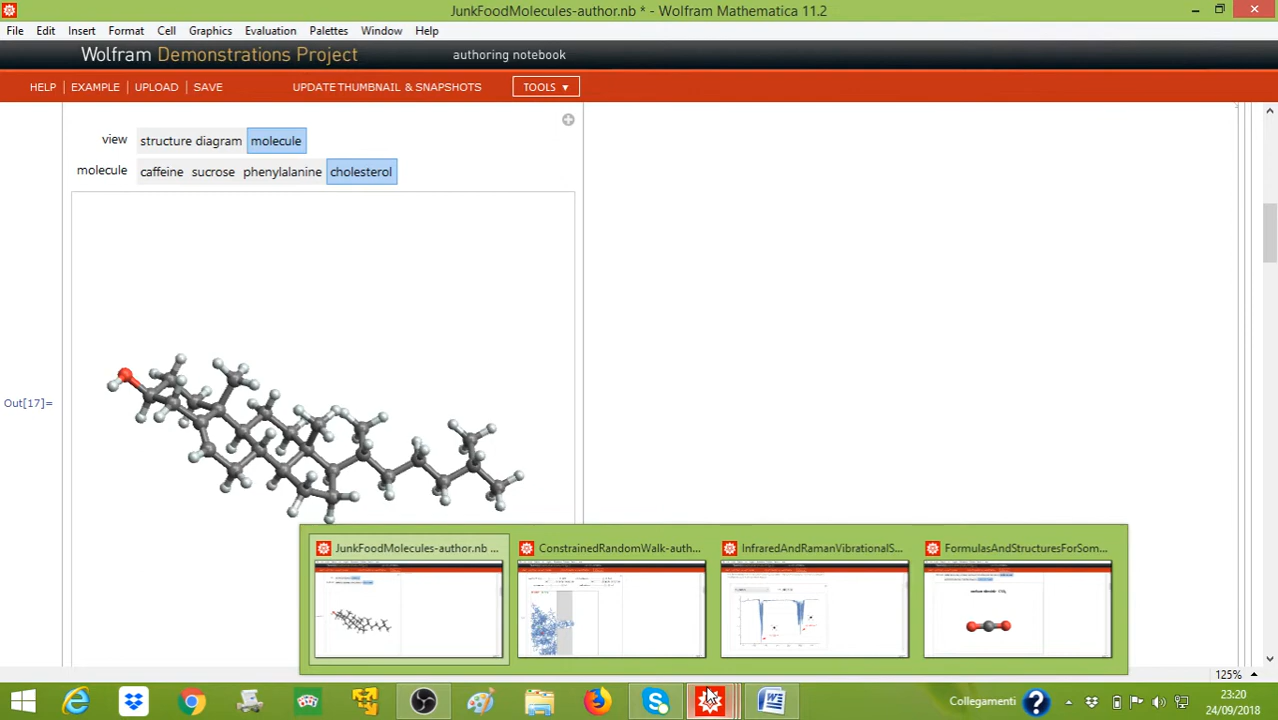 JunkFoodMolecules-author.nb * - Wolfram Mathematica 11.2
File Edit Insert Format Cell Graphics Evaluation Palettes Window Help
Wolfram Demonstrations Project authoring notebook
HELP EXAMPLE UPLOAD SAVE UPDATE THUMBNAIL & SNAPSHOTS TOOLS ▼
view structure diagram molecule
molecule caffeine sucrose phenylalanine cholesterol
Out[17]=
JunkFoodMolecules-author.nb ... ConstrainedRandomWalk-auth... InfraredAndRamanVibrationalS... FormulasAndStructuresForSom...
125%
Collegamenti 23:20
24/09/2018